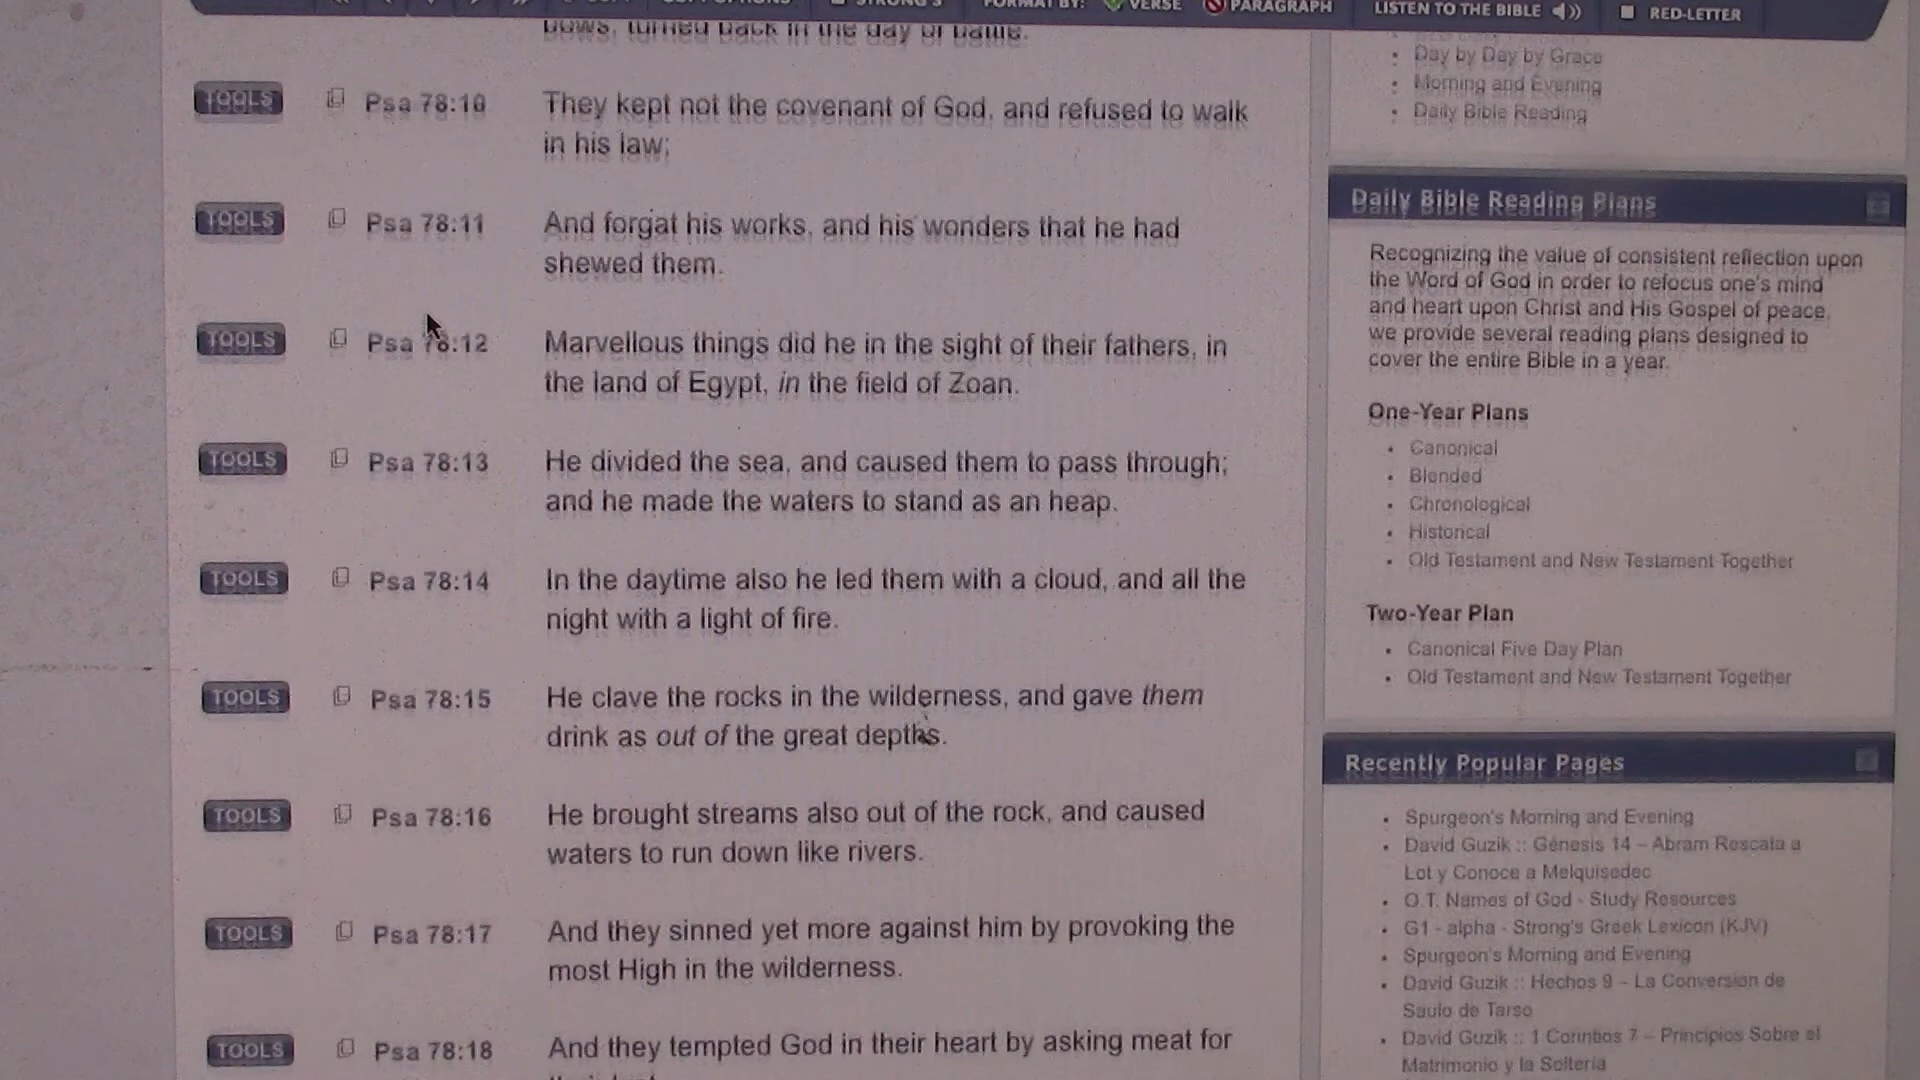 FORMAT BY: VERSE PARAGRAPH LISTEN TO THE BIBLE RED-LETTER
bows, turned back in the day of battle.
TOOLS Psa 78:10 They kept not the covenant of God, and refused to walk
in his law;
TOOLS Psa 78:11 And forgat his works, and his wonders that he had
shewed them.
TOOLS Psa 78:12 Marvellous things did he in the sight of their fathers, in
the land of Egypt, in the field of Zoan.
TOOLS Psa 78:13 He divided the sea, and caused them to pass through;
and he made the waters to stand as an heap.
TOOLS Psa 78:14 In the daytime also he led them with a cloud, and all the
night with a light of fire.
TOOLS Psa 78:15 He clave the rocks in the wilderness, and gave them
drink as out of the great depths.
TOOLS Psa 78:16 He brought streams also out of the rock, and caused
waters to run down like rivers.
TOOLS Psa 78:17 And they sinned yet more against him by provoking the
most High in the wilderness.
TOOLS Psa 78:18 And they tempted God in their heart by asking meat for
Day by Day by Grace
Morning and Evening
Daily Bible Reading
Daily Bible Reading Plans
Recognizing the value of consistent reflection upon
the Word of God in order to refocus one's mind
and heart upon Christ and His Gospel of peace,
we provide several reading plans designed to
cover the entire Bible in a year.
One-Year Plans
Canonical
Blended
Chronological
Historical
Old Testament and New Testament Together
Two-Year Plan
Canonical Five Day Plan
Old Testament and New Testament Together
Recently Popular Pages
Spurgeon's Morning and Evening
David Guzik :: Génesis 14 – Abram Rescata a
Lot y Conoce a Melquisedec
O.T. Names of God - Study Resources
G1 - alpha - Strong's Greek Lexicon (KJV)
Spurgeon's Morning and Evening
David Guzik :: Hechos 9 – La Conversion de
Saulo de Tarso
David Guzik :: 1 Corintios 7 – Principios Sobre el
Matrimonio y la Solteria